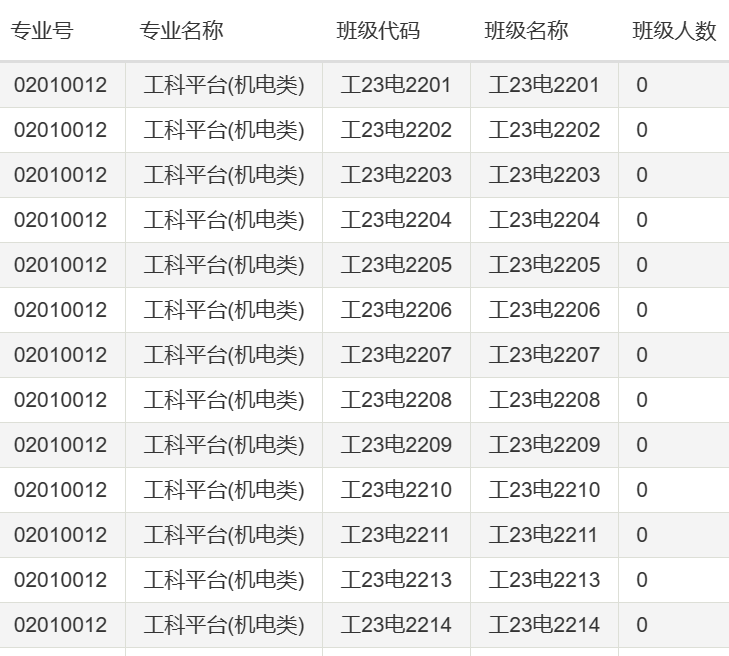 专业号 专业名称 班级代码 班级名称 班级人数
02010012 工科平台(机电类) 工23电2201 工23电2201 0
02010012 工科平台(机电类) 工23电2202 工23电2202 0
02010012 工科平台(机电类) 工23电2203 工23电2203 0
02010012 工科平台(机电类) 工23电2204 工23电2204 0
02010012 工科平台(机电类) 工23电2205 工23电2205 0
02010012 工科平台(机电类) 工23电2206 工23电2206 0
02010012 工科平台(机电类) 工23电2207 工23电2207 0
02010012 工科平台(机电类) 工23电2208 工23电2208 0
02010012 工科平台(机电类) 工23电2209 工23电2209 0
02010012 工科平台(机电类) 工23电2210 工23电2210 0
02010012 工科平台(机电类) 工23电2211 工23电2211 0
02010012 工科平台(机电类) 工23电2213 工23电2213 0
02010012 工科平台(机电类) 工23电2214 工23电2214 0